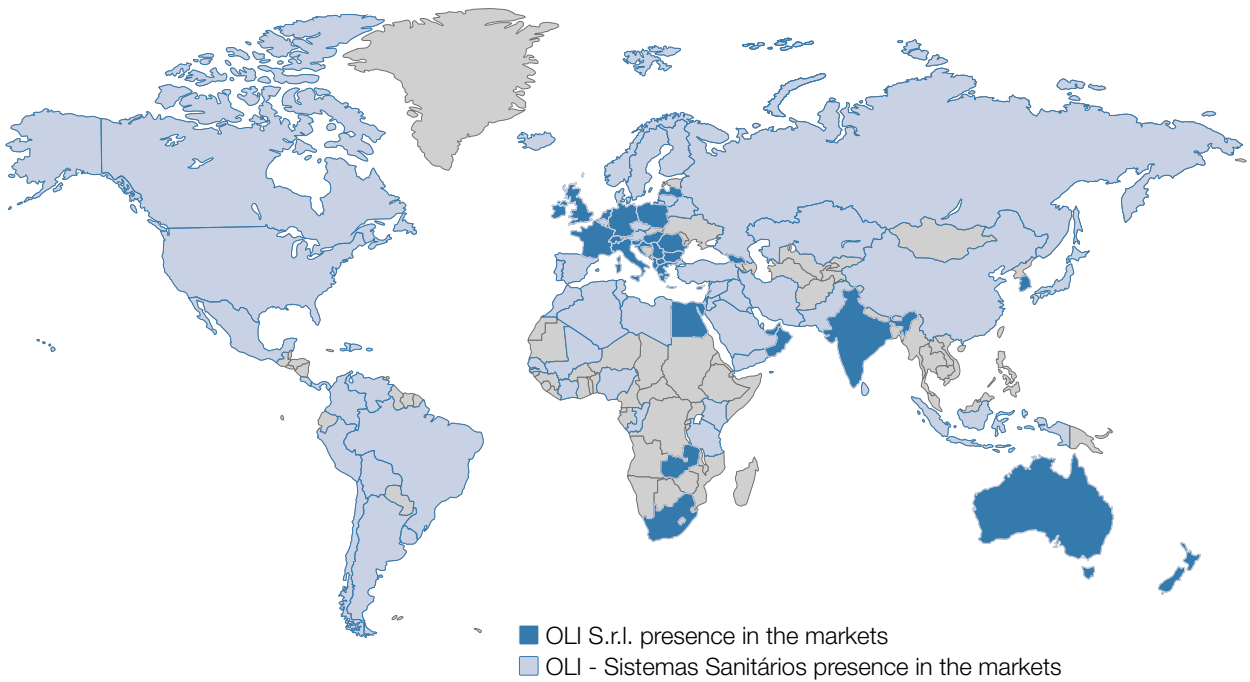 OLI S.r.l. presence in the markets
OLI - Sistemas Sanitários presence in the markets